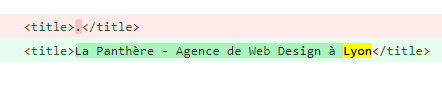 <title>.</title>
<title>La Panthère - Agence de Web Design à Lyon</title>